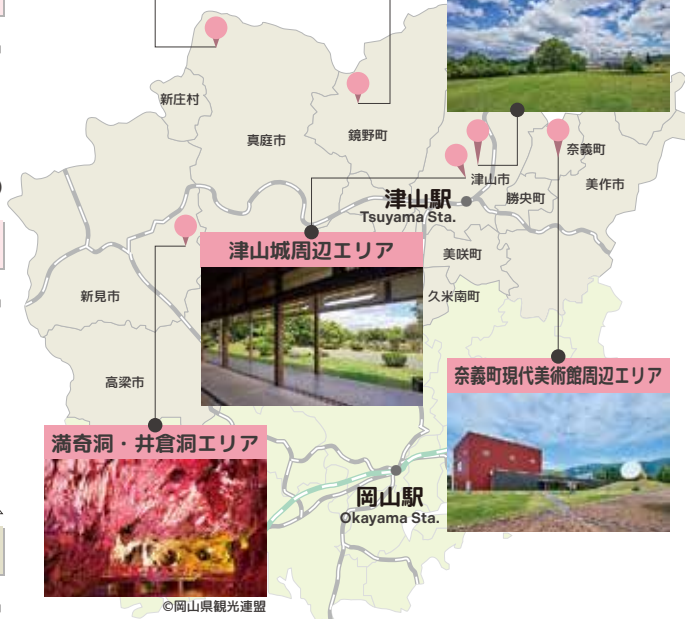 新庄村
真庭市
鏡野町
奈義町
津山市
美作市
勝央町
津山駅
Tsuyama Sta.
津山城周辺エリア
美咲町
新見市
久米南町
高梁市
奈義町現代美術館周辺エリア
満奇洞・井倉洞エリア
岡山駅
Okayama Sta.
©岡山県観光連盟